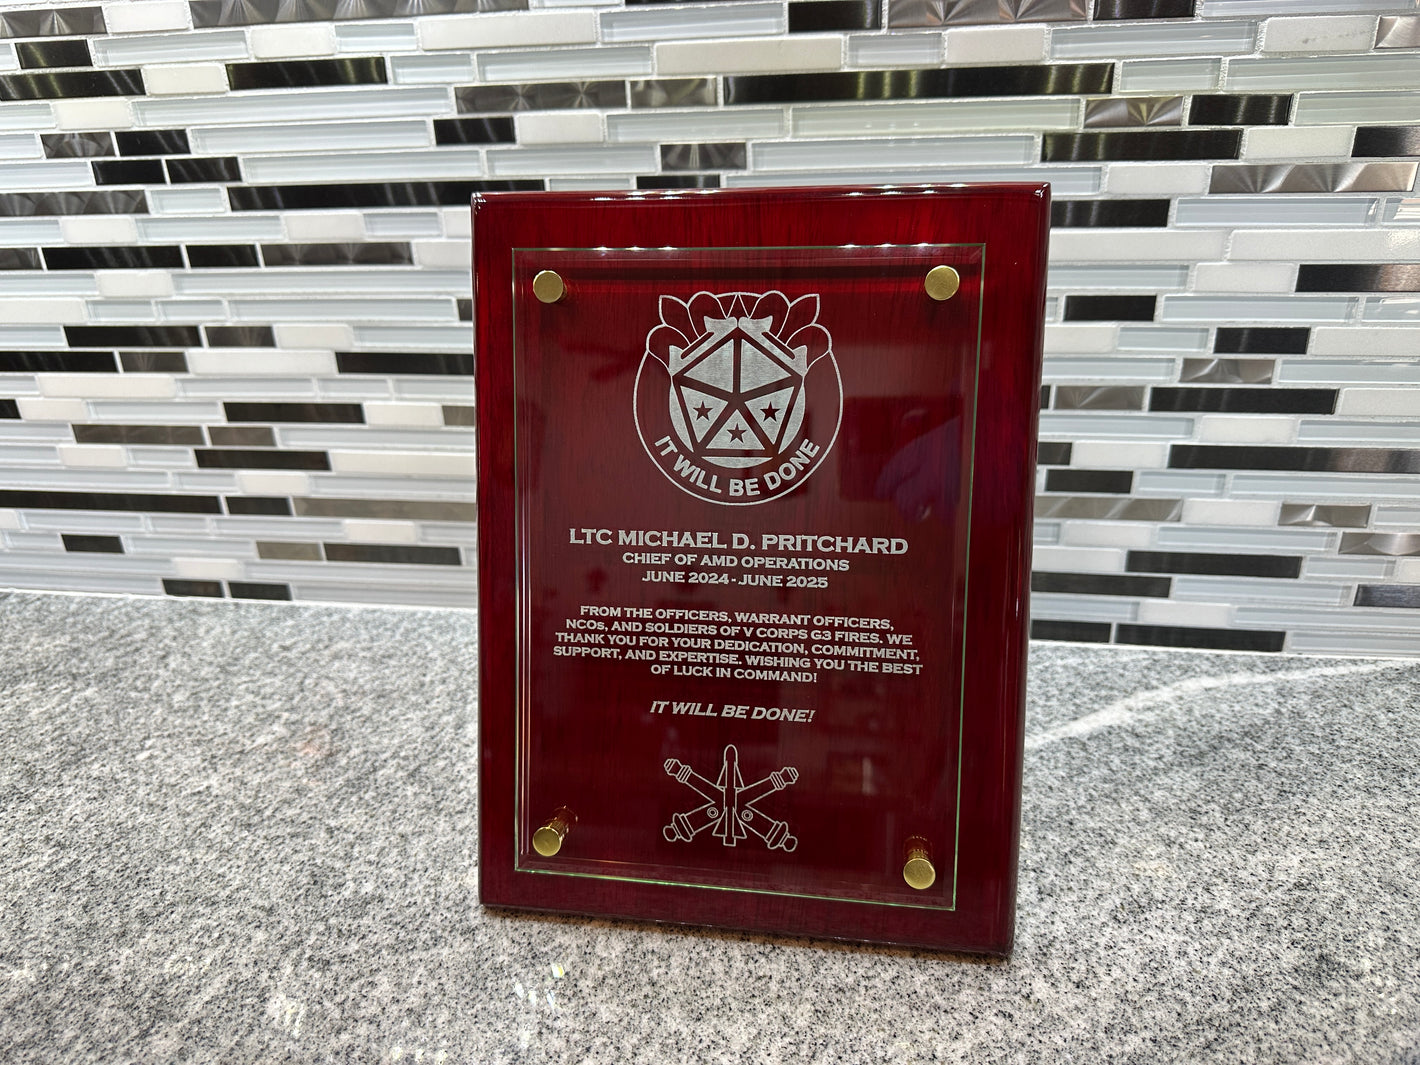 IT WILL BE DONE
LTC MICHAEL D. PRITCHARD
CHIEF OF AMD OPERATIONS
JUNE 2024 - JUNE 2025
FROM THE OFFICERS, WARRANT OFFICERS,
NCOs, AND SOLDIERS OF V CORPS G3 FIRES. WE
THANK YOU FOR YOUR DEDICATION, COMMITMENT,
SUPPORT, AND EXPERTISE. WISHING YOU THE BEST
OF LUCK IN COMMAND!
IT WILL BE DONE!